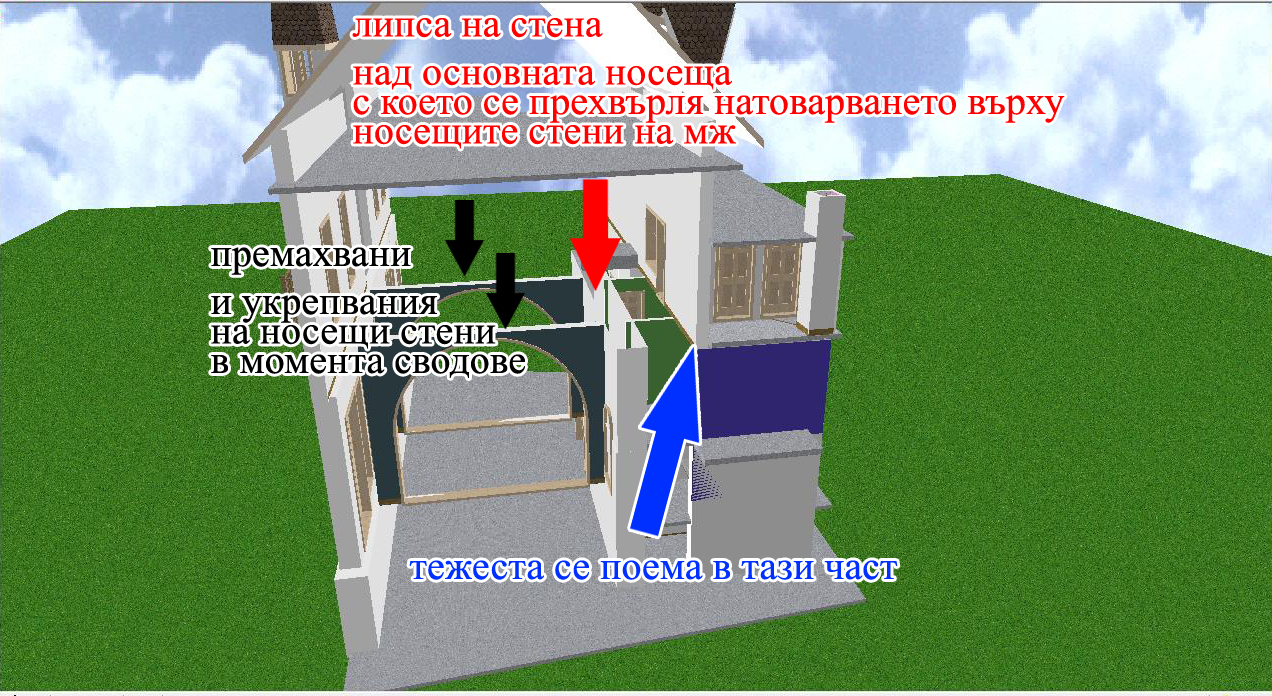 липса на стена
над основната носеща
с което се прехвърля натоварването върху
носещите стени на мж
премахвани
и укрепвания
на носещи стени
в момента сводове
тежеста се поема в тази част